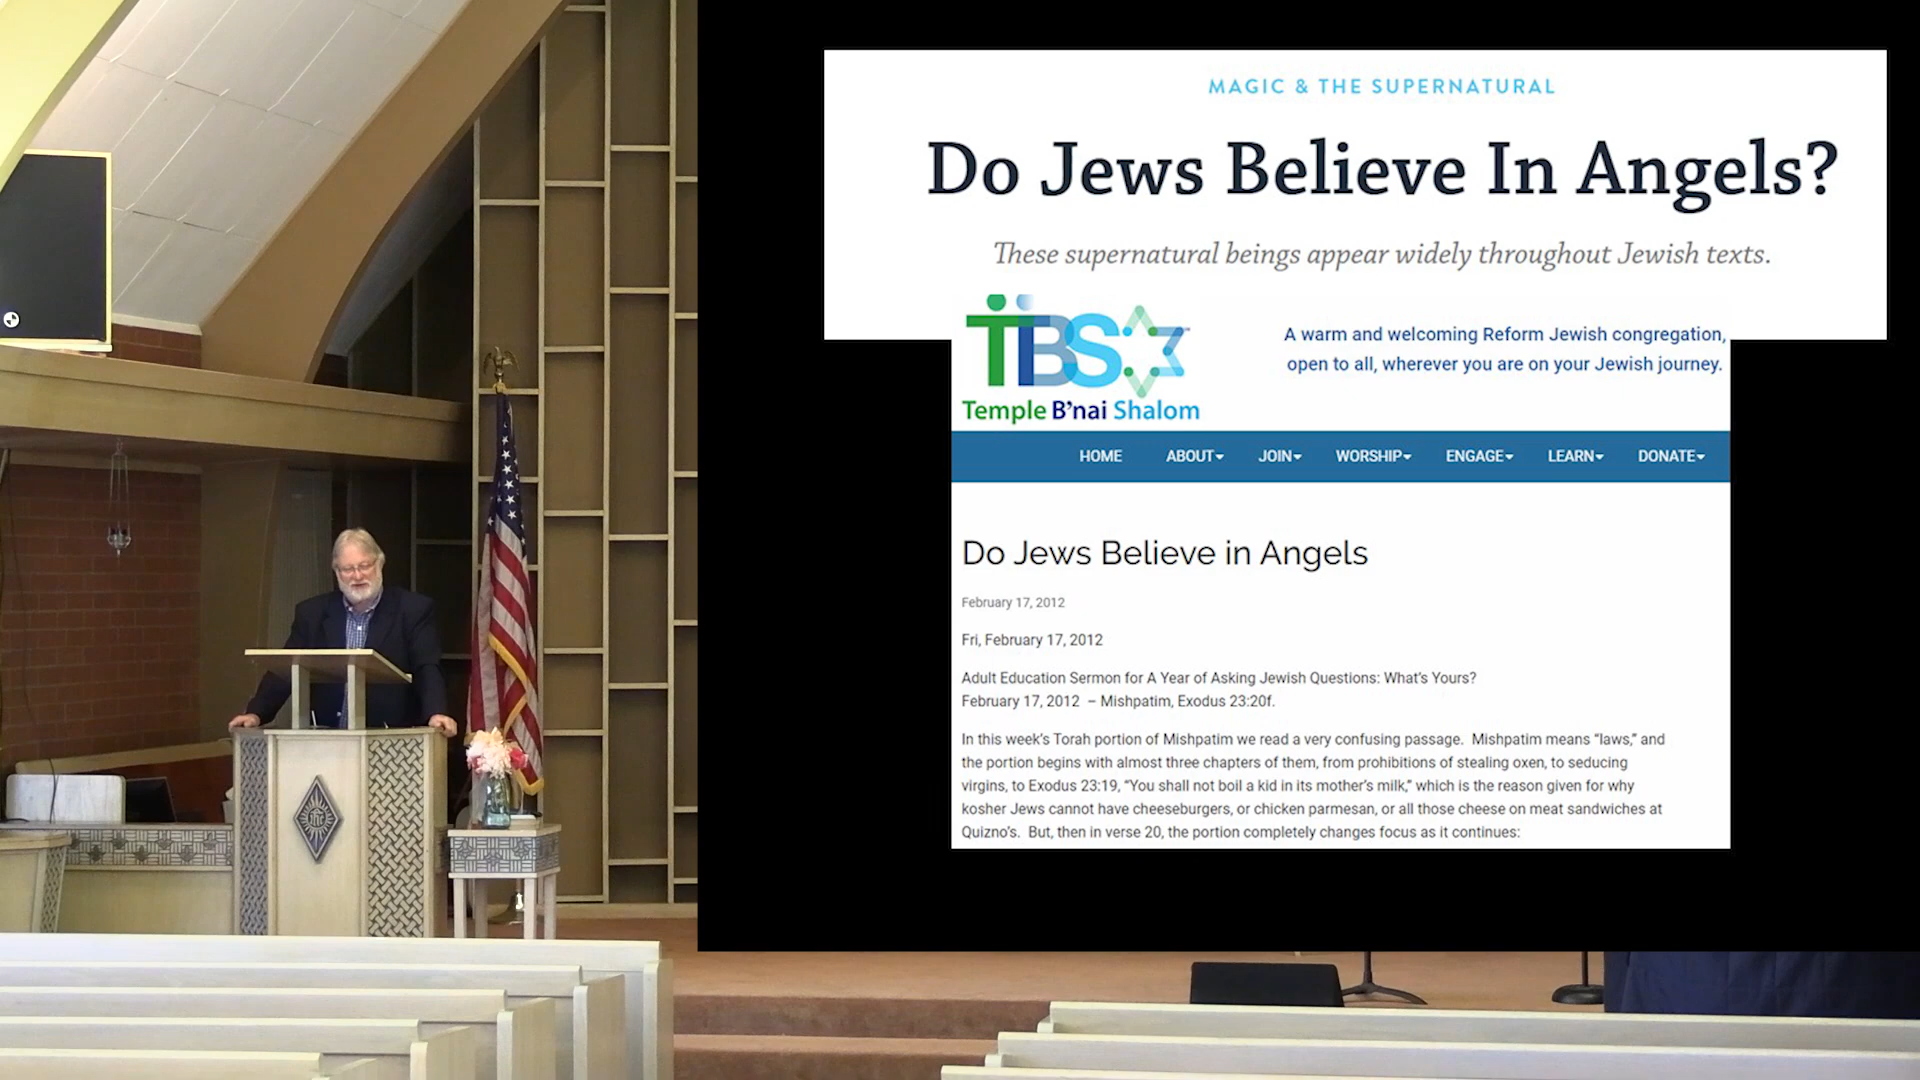 MAGIC & THE SUPERNATURAL
Do Jews Believe In Angels?
These supernatural beings appear widely throughout Jewish texts.
TBS
Temple B'nai Shalom
A warm and welcoming Reform Jewish congregation,
open to all, wherever you are on your Jewish journey.
HOME ABOUT JOIN WORSHIP ENGAGE LEARN DONATE
Do Jews Believe in Angels
February 17, 2012
Fri, February 17, 2012
Adult Education Sermon for A Year of Asking Jewish Questions: What's Yours?
February 17, 2012 – Mishpatim, Exodus 23:20f.
In this week's Torah portion of Mishpatim we read a very confusing passage. Mishpatim means "laws," and
the portion begins with almost three chapters of them, from prohibitions of stealing oxen, to seducing
virgins, to Exodus 23:19, "You shall not boil a kid in its mother's milk," which is the reason given for why
kosher Jews cannot have cheeseburgers, or chicken parmesan, or all those cheese on meat sandwiches at
Quizno's. But, then in verse 20, the portion completely changes focus as it continues: